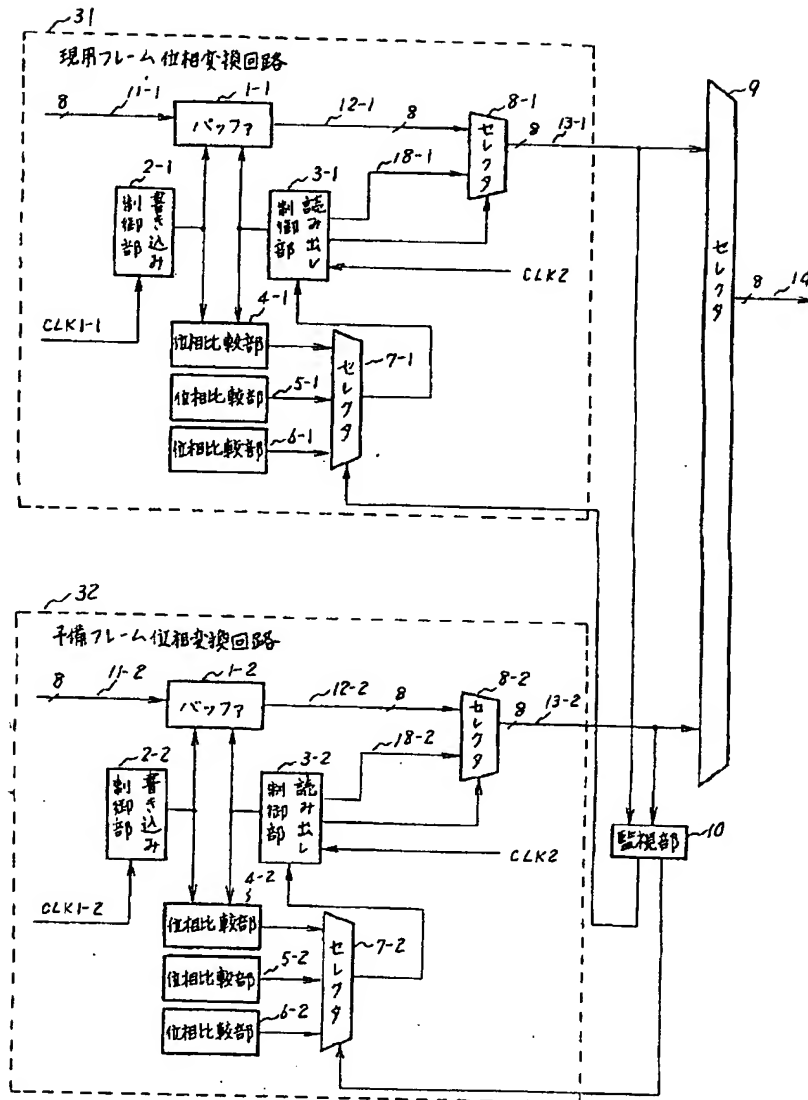 31
現用フレーム位相変換回路
8
11-1
1-1
バッファ
12-1
8
8-1
セレクタ
8
13-1
9
セレクタ
8
14
18-1
2-1
書き込み
制御部
3-1
読み出し
制御部
CLK2
CLK1-1
4-1
位相比較部
7-1
セレクタ
5-1
位相比較部
6-1
位相比較部
32
予備フレーム位相変換回路
8
11-2
1-2
バッファ
12-2
8
8-2
セレクタ
8
13-2
18-2
2-2
書き込み
制御部
3-2
読み出し
制御部
CLK2
監視部
10
CLK1-2
4-2
位相比較部
7-2
セレクタ
5-2
位相比較部
6-2
位相比較部